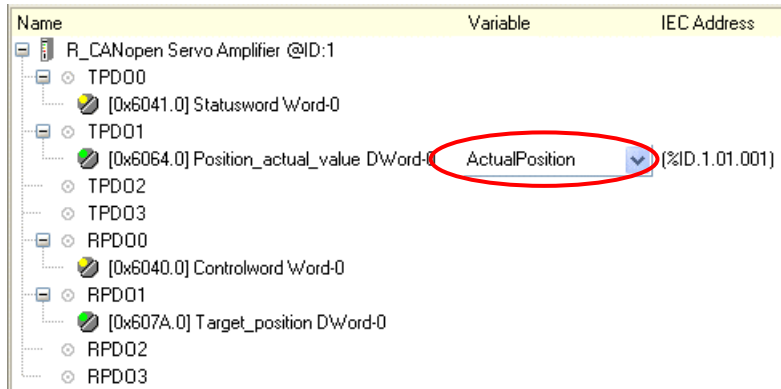 Name Variable IEC Address
R_CANopen Servo Amplifier @ID:1
TPDO0
[0x6041.0] Statusword Word-0
TPDO1
[0x6064.0] Position_actual_value DWord-0 ActualPosition (%ID.1.01.001)
TPDO2
TPDO3
RPDO0
[0x6040.0] Controlword Word-0
RPDO1
[0x607A.0] Target_position DWord-0
RPDO2
RPDO3